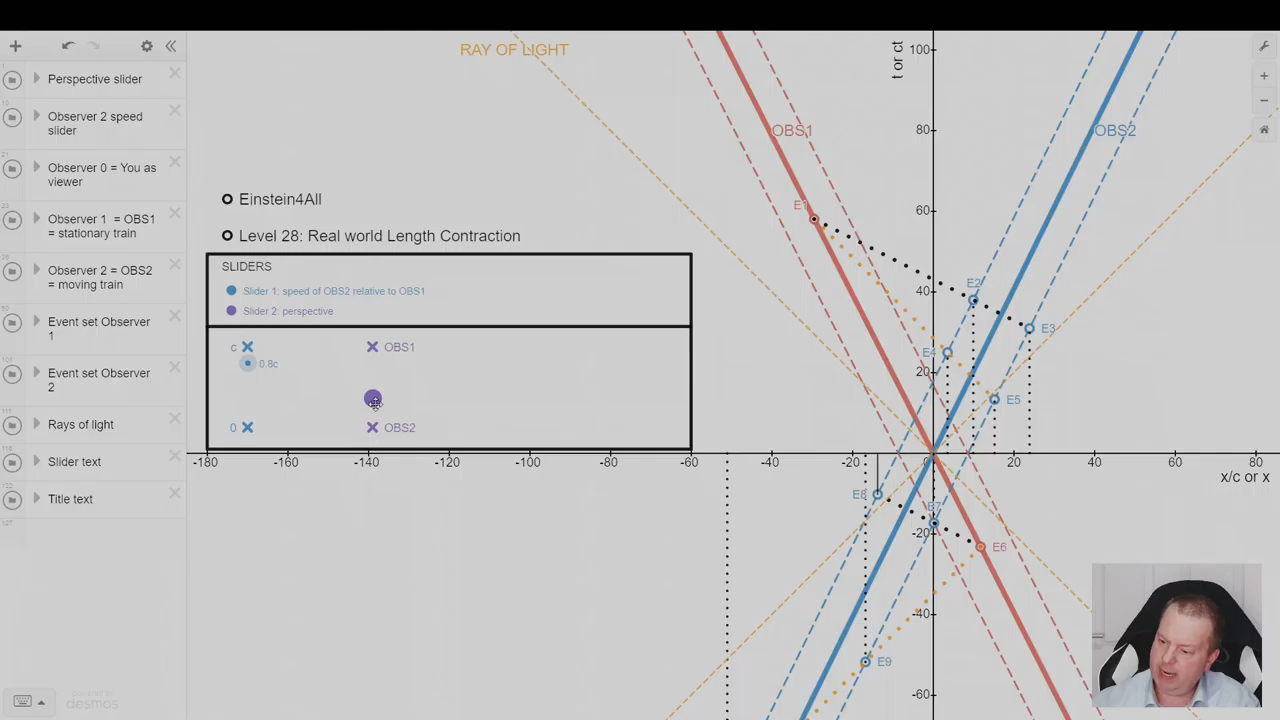 Perspective slider
Observer 2 speed
slider
Observer 0 = You as
viewer
Observer 1 = OBS1
= stationary train
Observer 2 = OBS2
= moving train
Event set Observer
1
Event set Observer
2
Rays of light
Slider text
Title text
powered by
desmos
RAY OF LIGHT
Einstein4All
Level 28: Real world Length Contraction
SLIDERS
Slider 1: speed of OBS2 relative to OBS1
Slider 2: perspective
c
0.8c
0
OBS1
OBS2
t or ct
100
80
60
40
20
-20
-40
-60
-180
-160
-140
-120
-100
-80
-60
-40
-20
0
20
40
60
80
x/c or x
OBS1
OBS2
E1
E2
E3
E4
E5
E8
E7
E6
E9